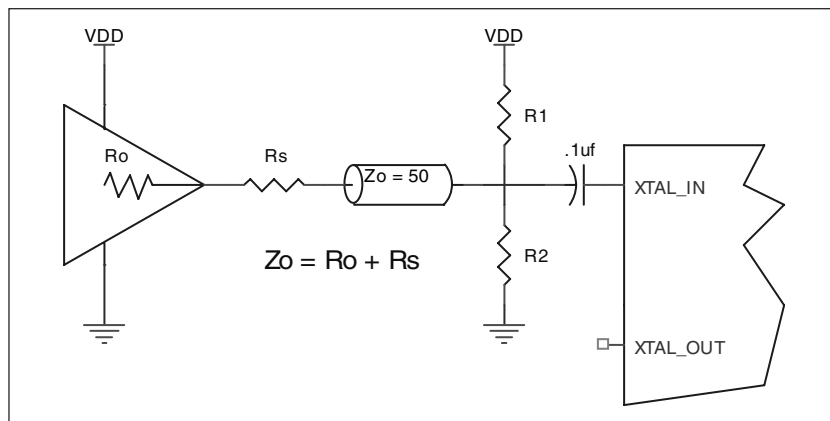 VDD
VDD
R1
Ro
Rs
Zo = 50
.1uf
XTAL_IN
Zo = Ro + Rs
R2
XTAL_OUT